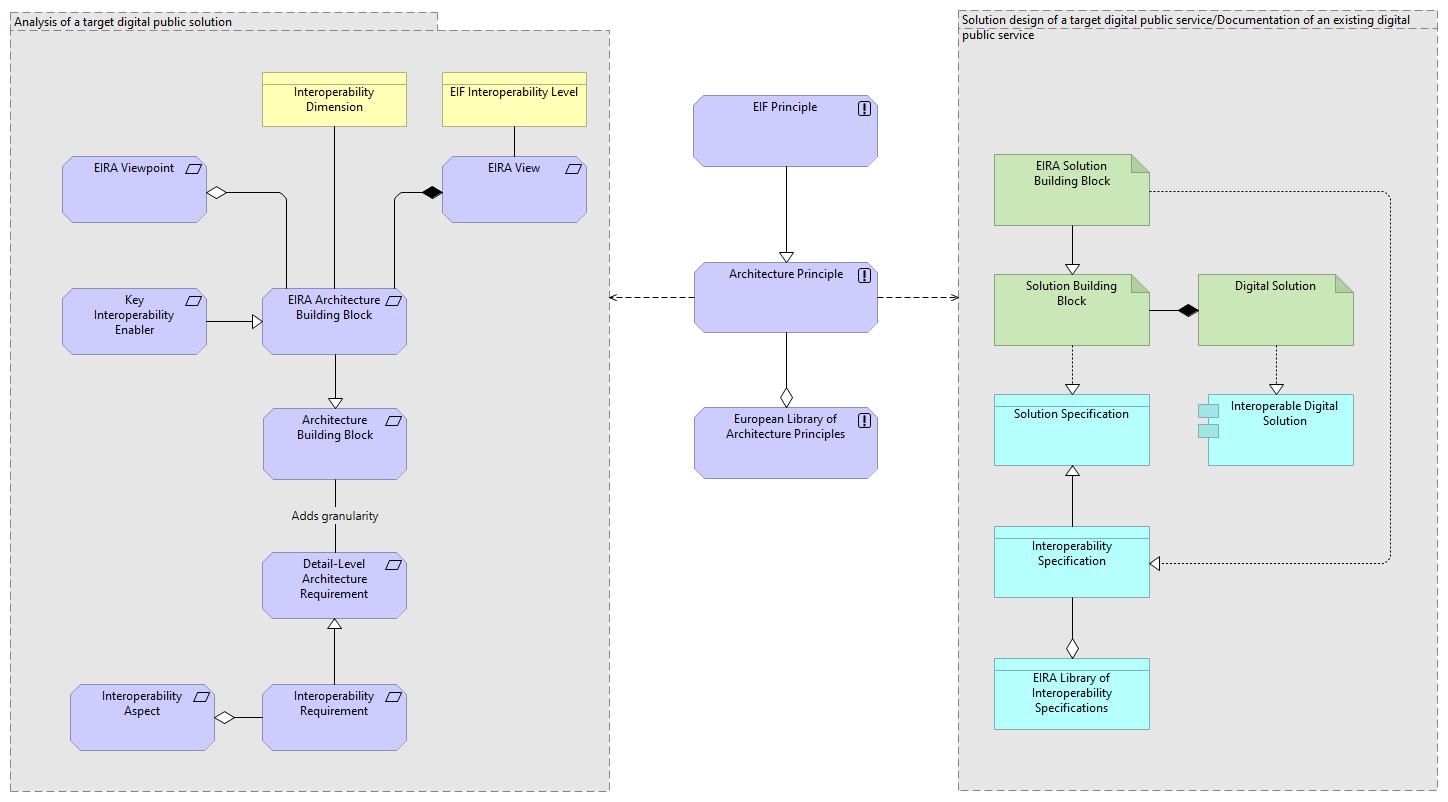 Analysis of a target digital public solution
Interoperability
Dimension
EIF Interoperability Level
EIRA Viewpoint
EIRA View
Key
Interoperability
Enabler
EIRA Architecture
Building Block
Architecture
Building Block
Adds granularity
Detail-Level
Architecture
Requirement
Interoperability
Aspect
Interoperability
Requirement
EIF Principle
Architecture Principle
European Library of
Architecture Principles
Solution design of a target digital public service/Documentation of an existing digital
public service
EIRA Solution
Building Block
Solution Building
Block
Digital Solution
Solution Specification
Interoperable Digital
Solution
Interoperability
Specification
EIRA Library of
Interoperability
Specifications